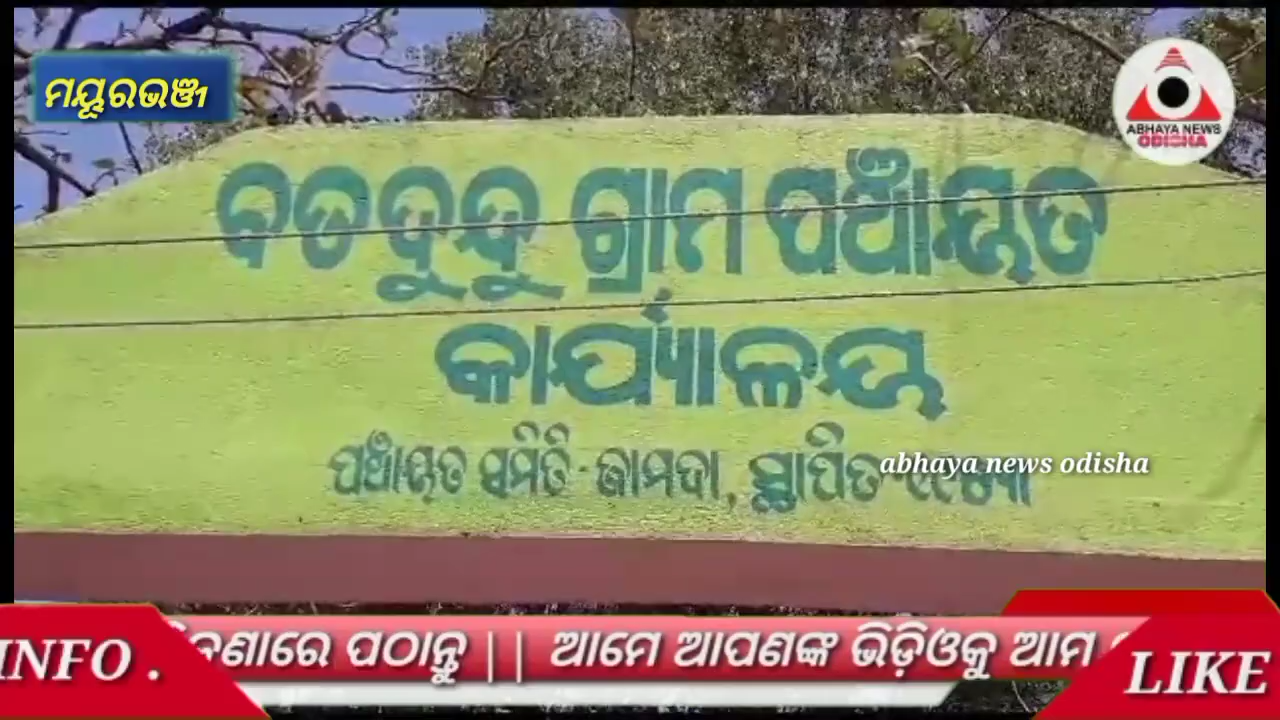 ମୟୂରଭଞ୍ଜ
ABHAYA NEWS
ODISHA
ବଡଦୁନ୍ଦୁ ଗ୍ରାମ ପଞ୍ଚାୟତ
କାର୍ଯ୍ୟାଳୟ
ପଞ୍ଚାୟତ ସମିତି - ଜାମଦା, ସ୍ଥାପିତ
abhaya news odisha
INFO .
ପଠାନ୍ତୁ || ଆମେ ଆପଣଙ୍କ ଭିଡ଼ିଓକୁ ଆମ
LIKE